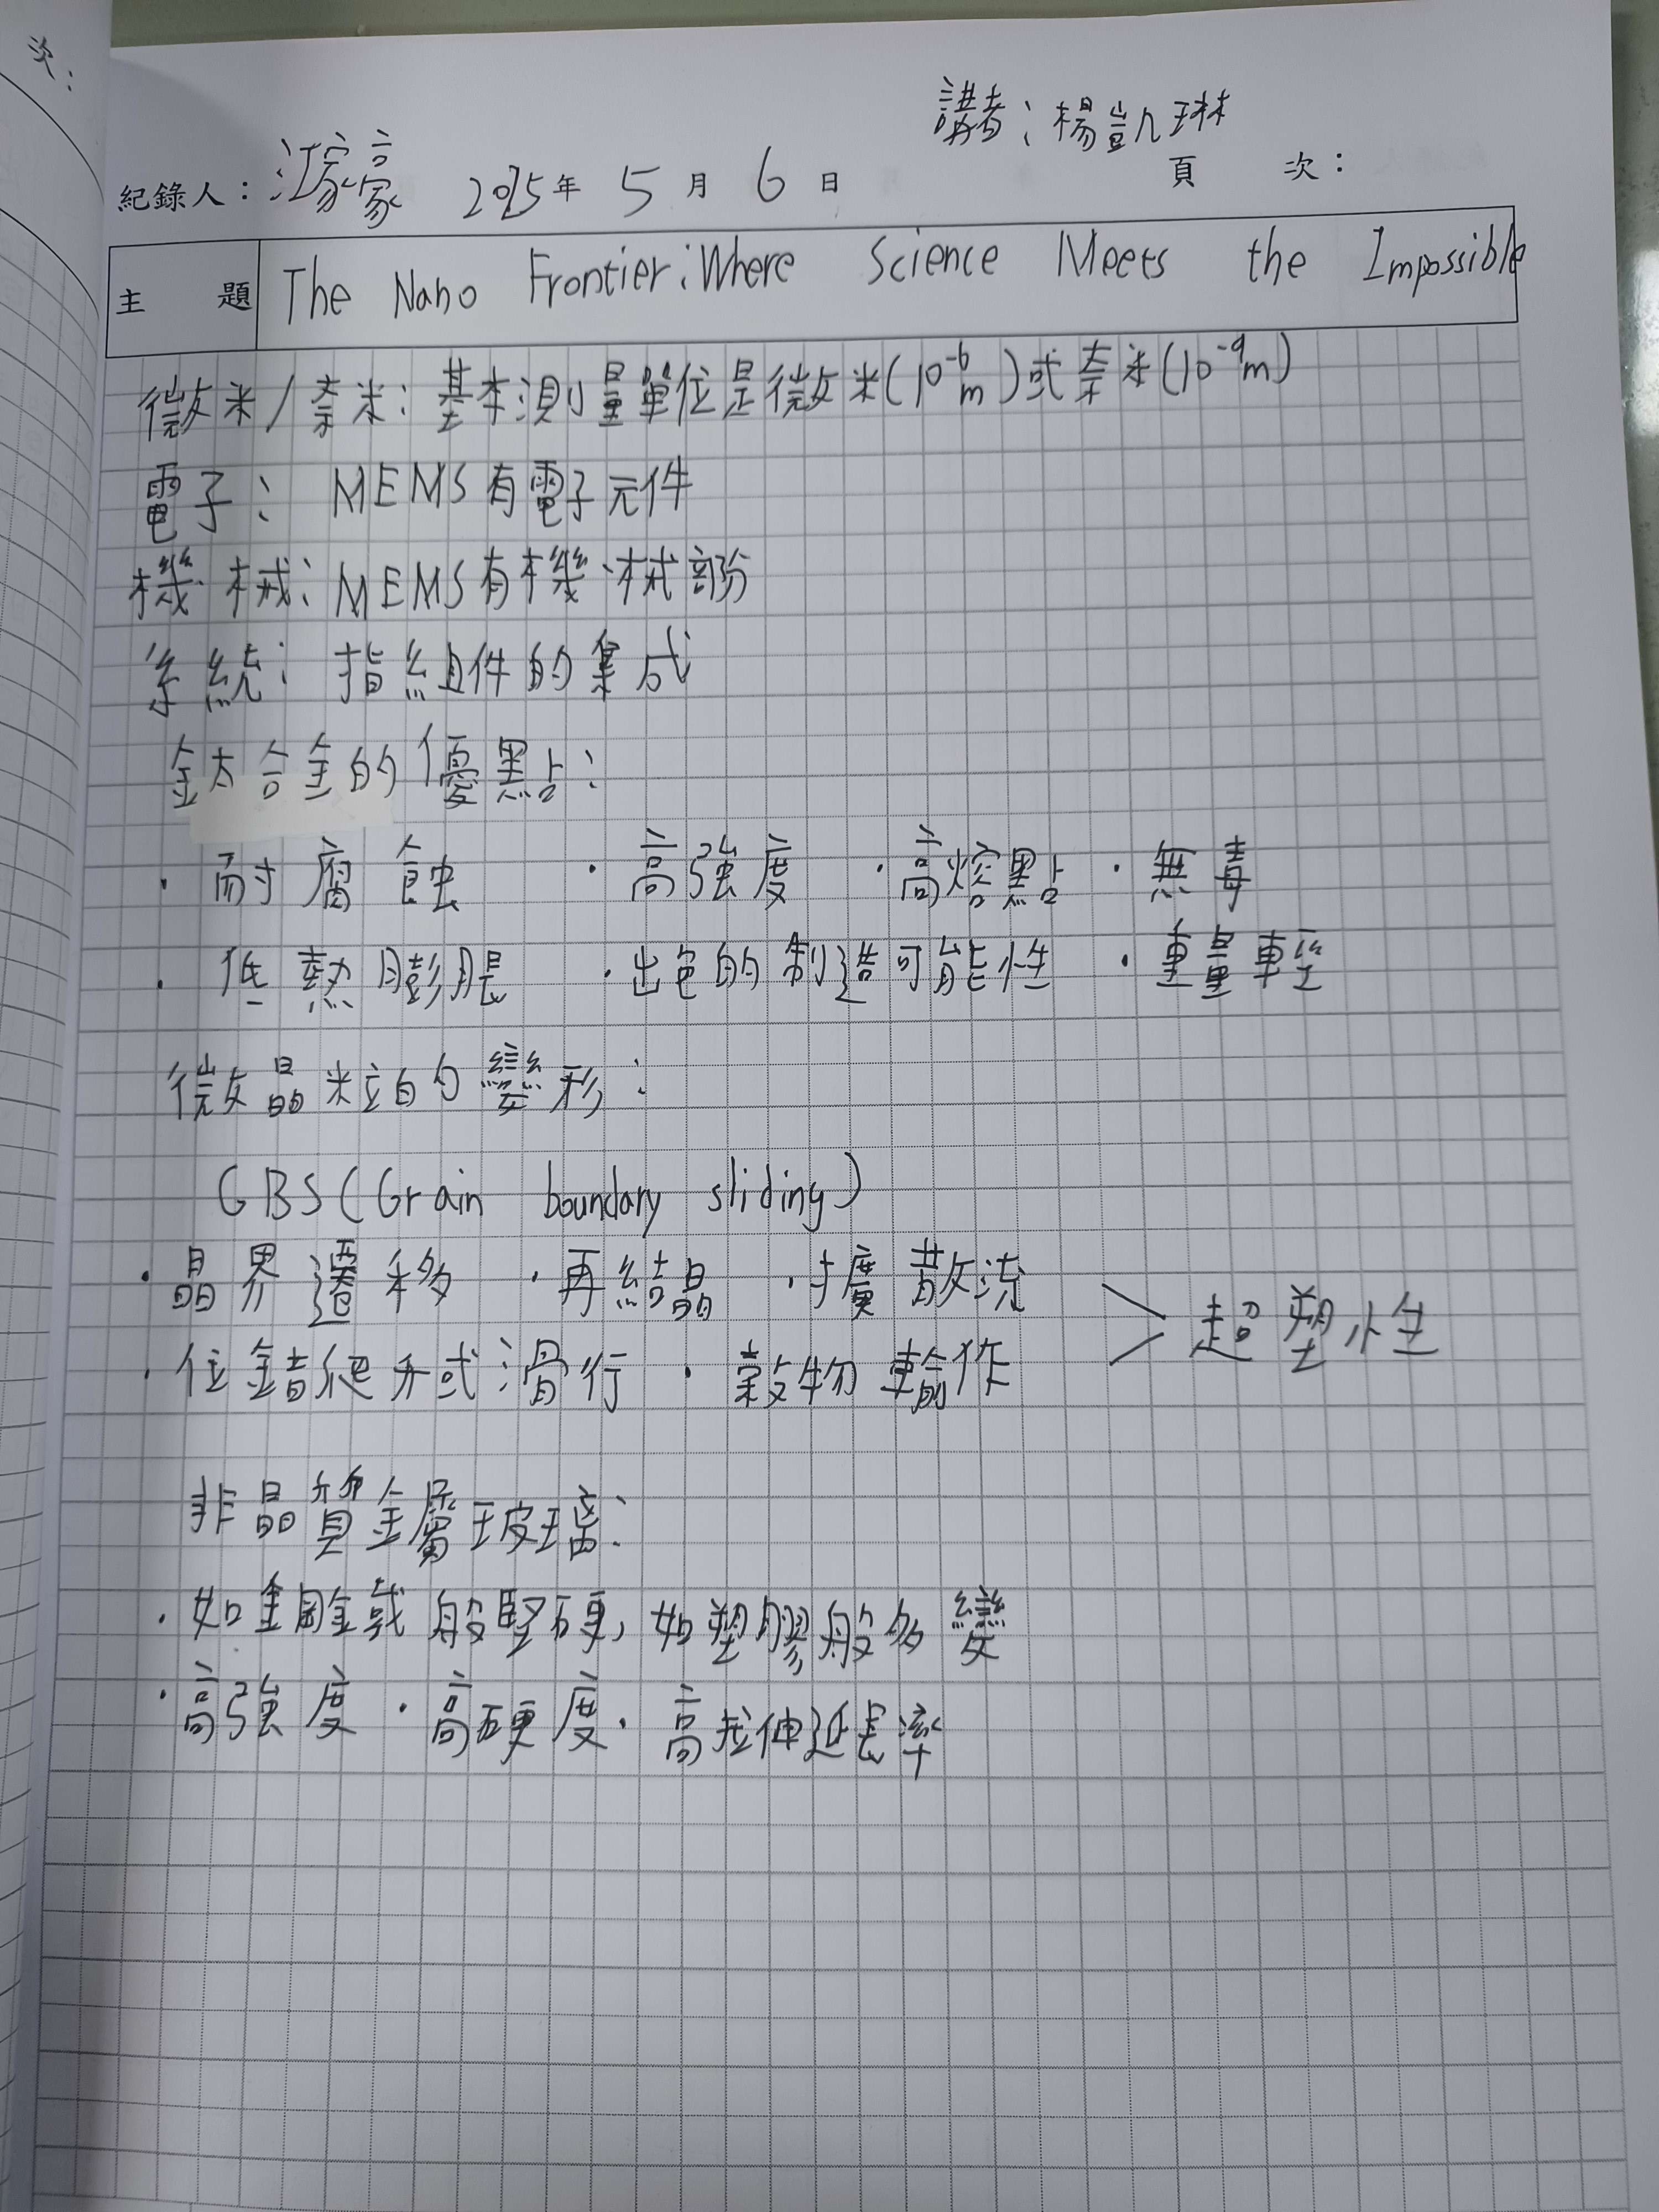 次：
講者：楊凱琳
紀錄人：江家豪 2025年 5月 6日 頁 次：
主 題 The Nano Frontier:Where Science Meets the Impossible
微米/奈米：基本測量單位是微米(10⁻⁶m)或奈米(10⁻⁹m)
電子： MEMS有電子元件
機械：MEMS有機械部份
系統：指組件的集成
鈦合金的優點：
·耐腐蝕 ·高強度 ·高熔點 ·無毒
·低熱膨脹 ·出色的制造可能性 ·重量輕
微晶粒的變形：
GBS(Grain boundary sliding)
·晶界遷移 ·再結晶 ·擴散流
超塑性
·位錯爬升或滑行 ·穀物輪作
非晶質金屬玻璃：
·如鋼鐵般堅硬，如塑膠般多變
·高強度 ·高硬度·高拉伸延長率